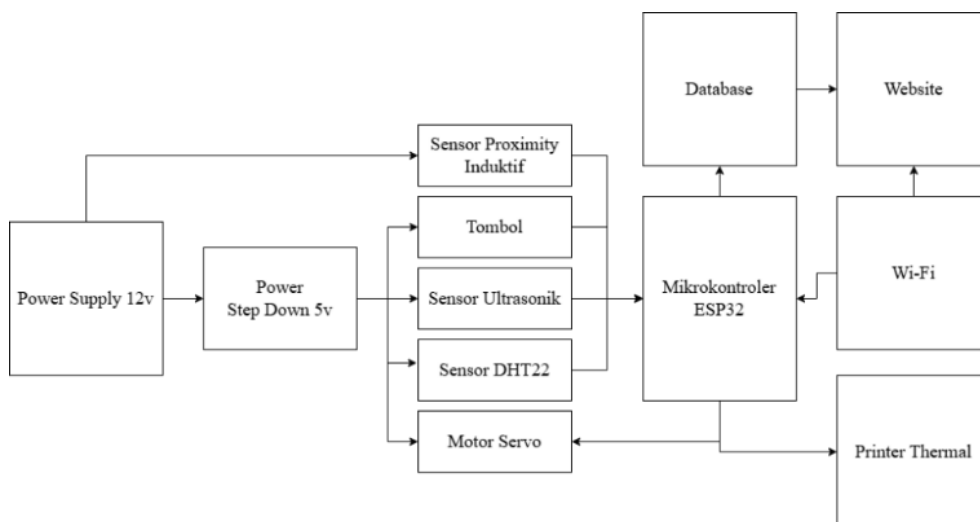 Database
Website
Sensor Proximity
Induktif
Tombol
Power Supply 12v
Power
Step Down 5v
Sensor Ultrasonik
Mikrokontroler
ESP32
Wi-Fi
Sensor DHT22
Motor Servo
Printer Thermal